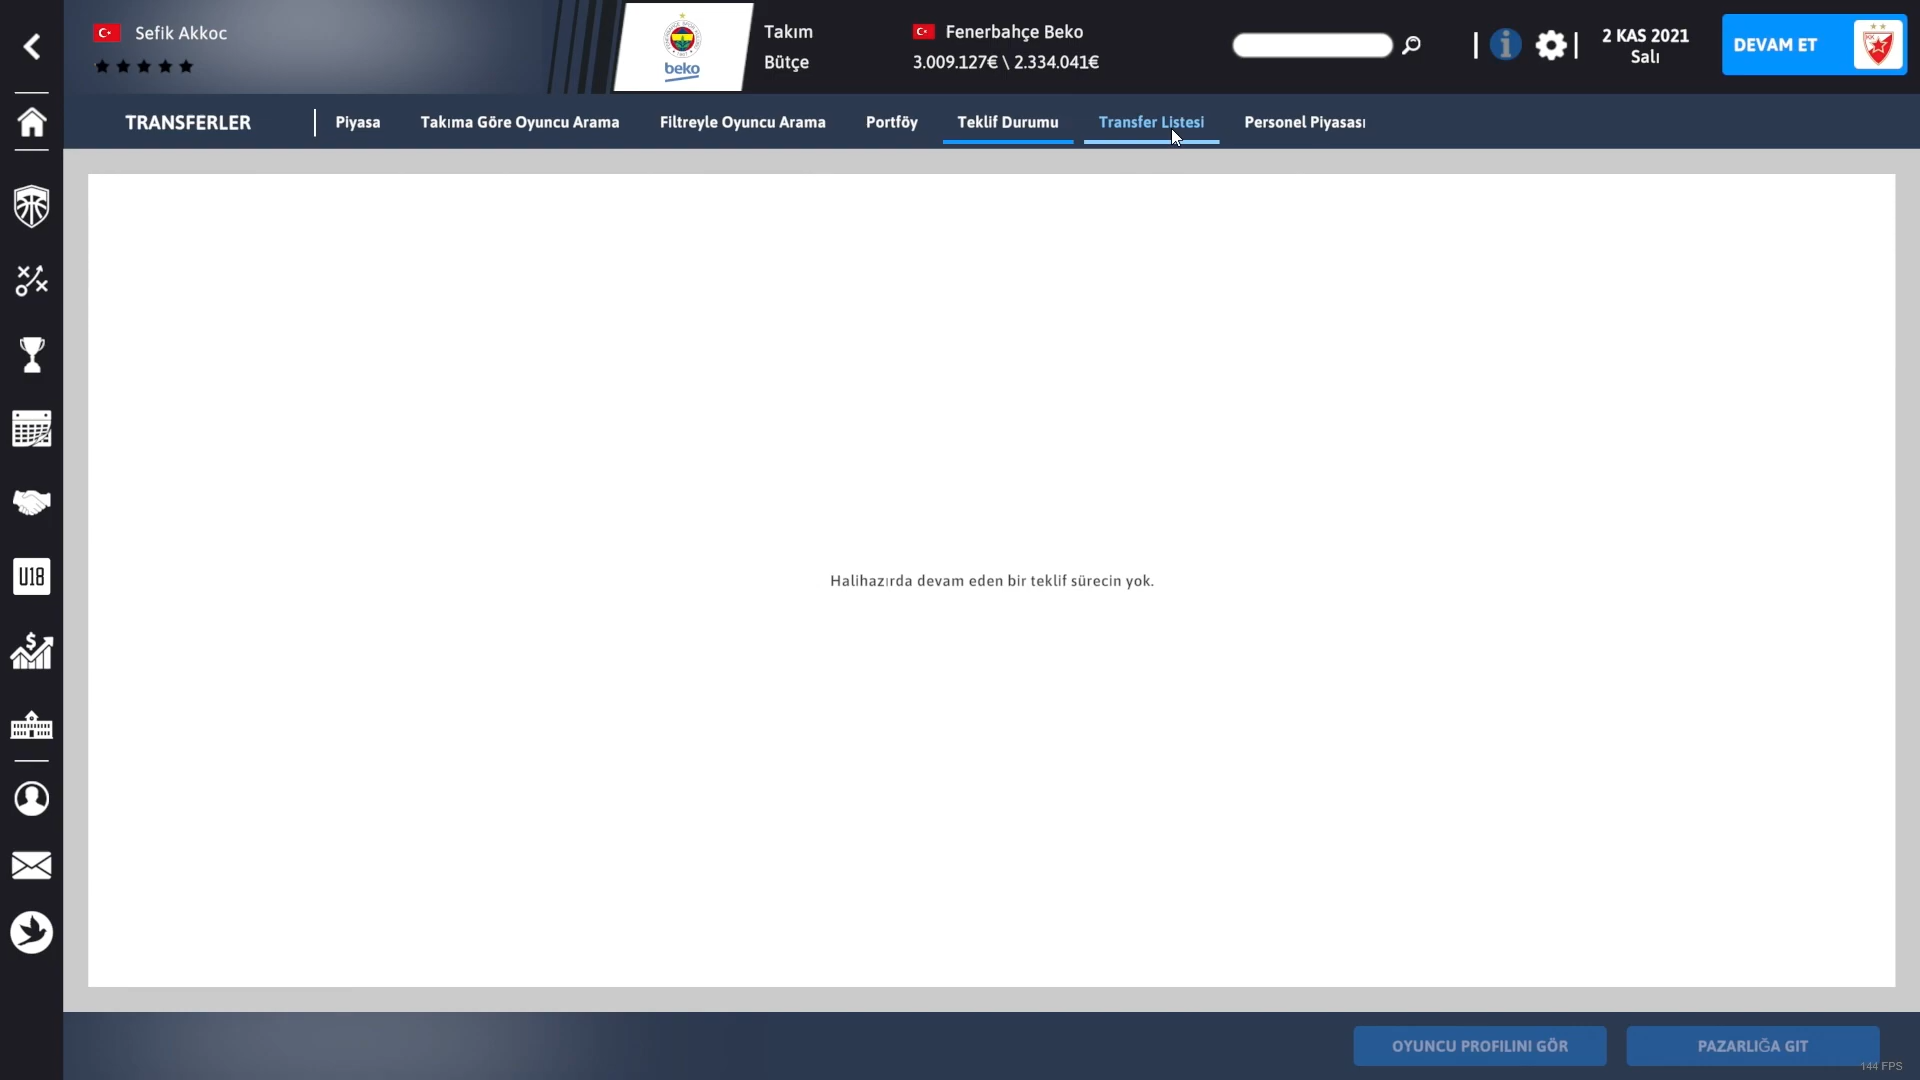 Sefik Akkoc
beko
Takım
Fenerbahçe Beko
Bütçe
3.009.127€ \ 2.334.041€
2 KAS 2021
Salı
DEVAM ET
TRANSFERLER
Piyasa
Takıma Göre Oyuncu Arama
Filtreyle Oyuncu Arama
Portföy
Teklif Durumu
Transfer Listesi
Personel Piyasası
U18
Halihazırda devam eden bir teklif sürecin yok.
OYUNCU PROFILINI GÖR
PAZARLIĞA GIT
144 FPS